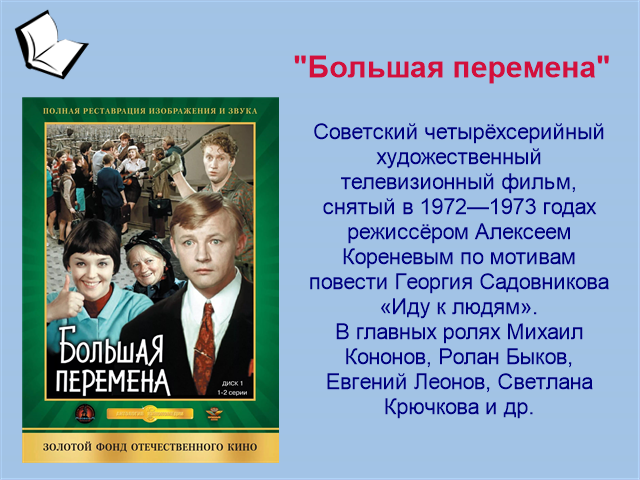 "Большая перемена"
ПОЛНАЯ РЕСТАВРАЦИЯ ИЗОБРАЖЕНИЯ И ЗВУКА
БОЛЬШАЯ
ПЕРЕМЕНА
ДИСК 1
1-2 серии
ЗОЛОТОЙ ФОНД ОТЕЧЕСТВЕННОГО КИНО
Советский четырёхсерийный
художественный
телевизионный фильм,
снятый в 1972—1973 годах
режиссёром Алексеем
Кореневым по мотивам
повести Георгия Садовникова
«Иду к людям».
В главных ролях Михаил
Кононов, Ролан Быков,
Евгений Леонов, Светлана
Крючкова и др.